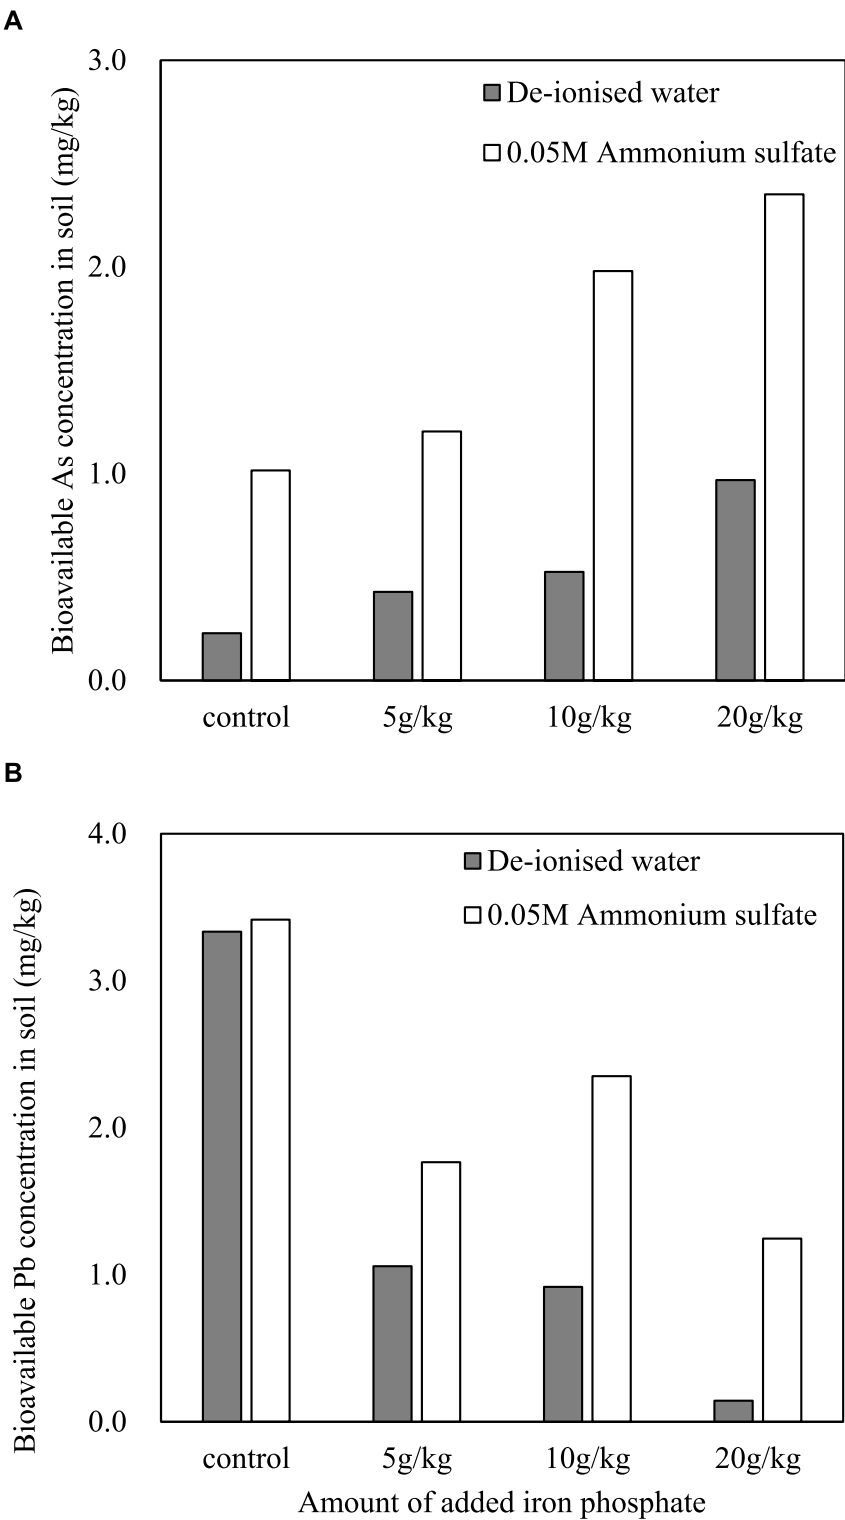 A
Bioavailable As concentration in soil (mg/kg)
3.0
2.0
1.0
0.0
De-ionised water
0.05M Ammonium sulfate
control 5g/kg 10g/kg 20g/kg
B
Bioavailable Pb concentration in soil (mg/kg)
4.0
3.0
2.0
1.0
0.0
De-ionised water
0.05M Ammonium sulfate
control 5g/kg 10g/kg 20g/kg
Amount of added iron phosphate